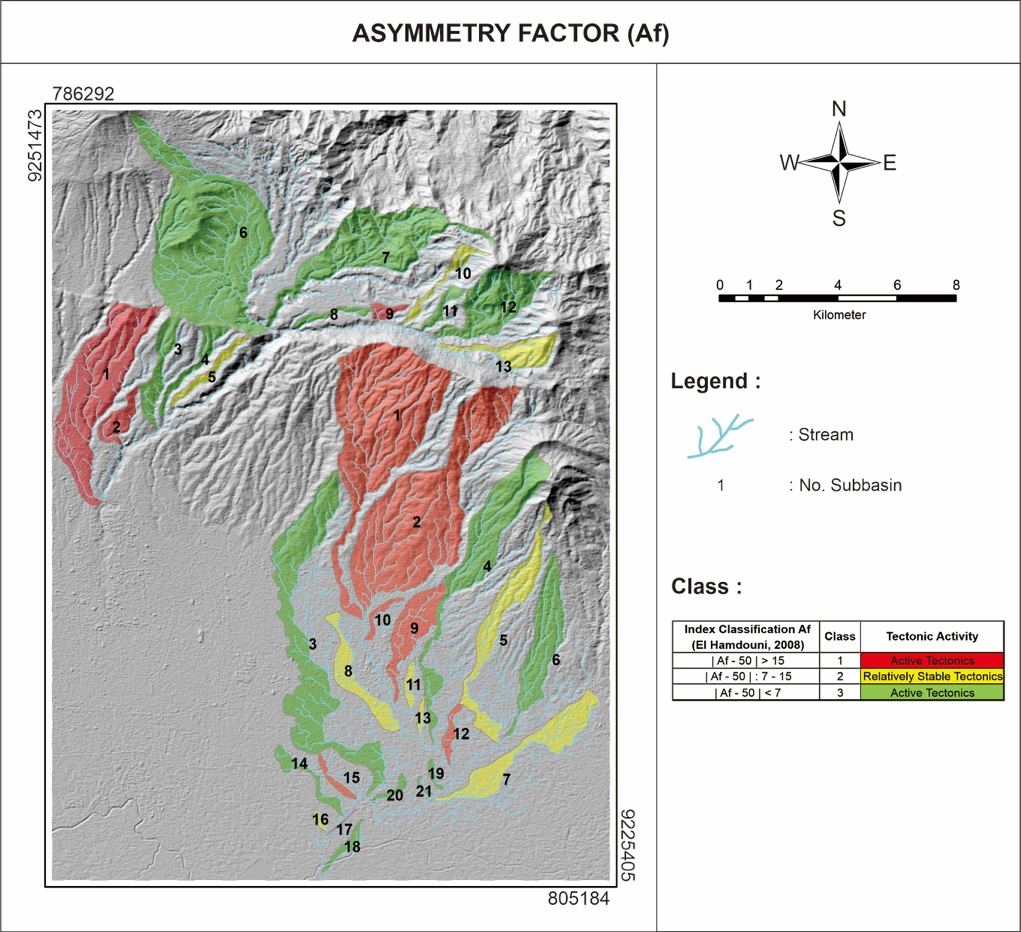 ASYMMETRY FACTOR (Af)
786292
9251473
6
7
10
12
11
8
9
13
3
4
5
1
2
1
2
4
10
9
3
5
6
8
11
13
12
14
15
19
7
20
21
16
17
18
9225405
805184
N
W E
S
0 1 2 4 6 8
Kilometer
Legend :
: Stream
1 : No. Subbasin
Class :
Index Classification Af (El Hamdouni, 2008) Class Tectonic Activity
| Af - 50 | > 15 1 Active Tectonics
| Af - 50 | : 7 - 15 2 Relatively Stable Tectonics
| Af - 50 | < 7 3 Active Tectonics